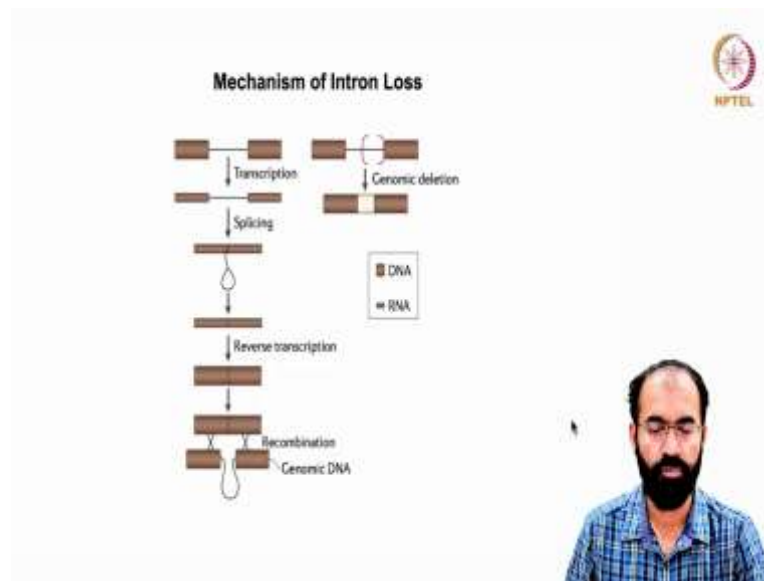 Mechanism of Intron Loss
NPTEL
Transcription
Genomic deletion
Splicing
DNA
RNA
Reverse transcription
Recombination
Genomic DNA